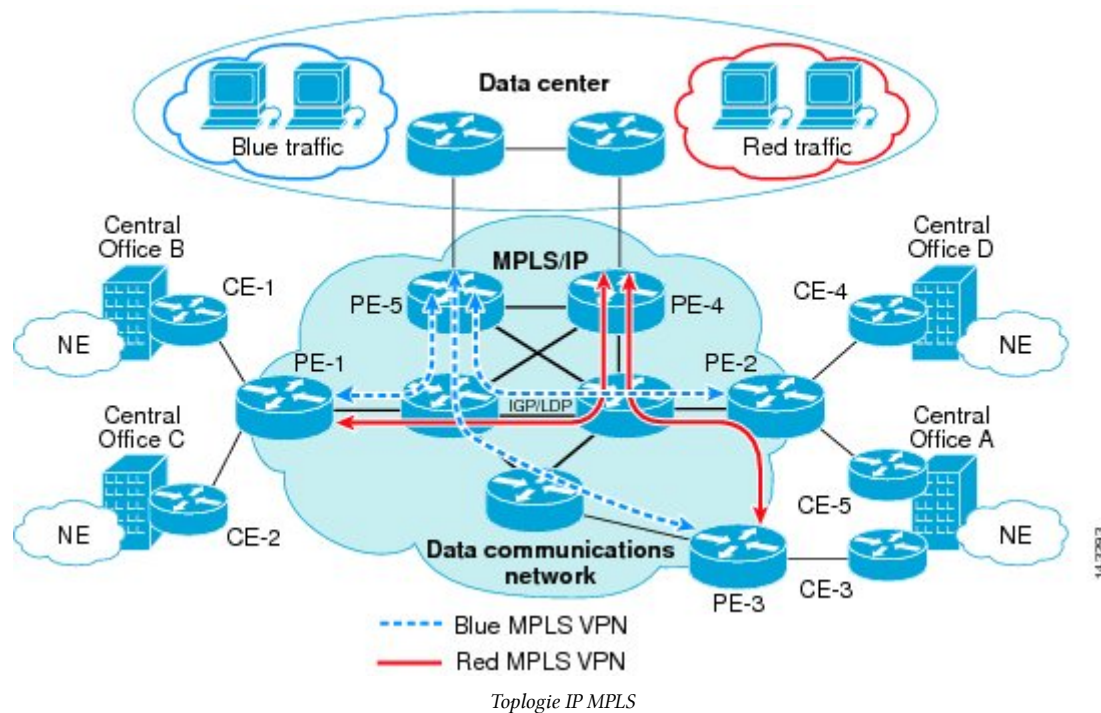 Data center
Blue traffic
Red traffic
Central
Office B
CE-1
NE
MPLS/IP
PE-5
PE-4
Central
Office D
CE-4
NE
PE-1
PE-2
IGP/LDP
Central
Office C
CE-2
NE
Central
Office A
CE-5
NE
Data communications
network
PE-3
CE-3
Blue MPLS VPN
Red MPLS VPN
Toplogie IP MPLS